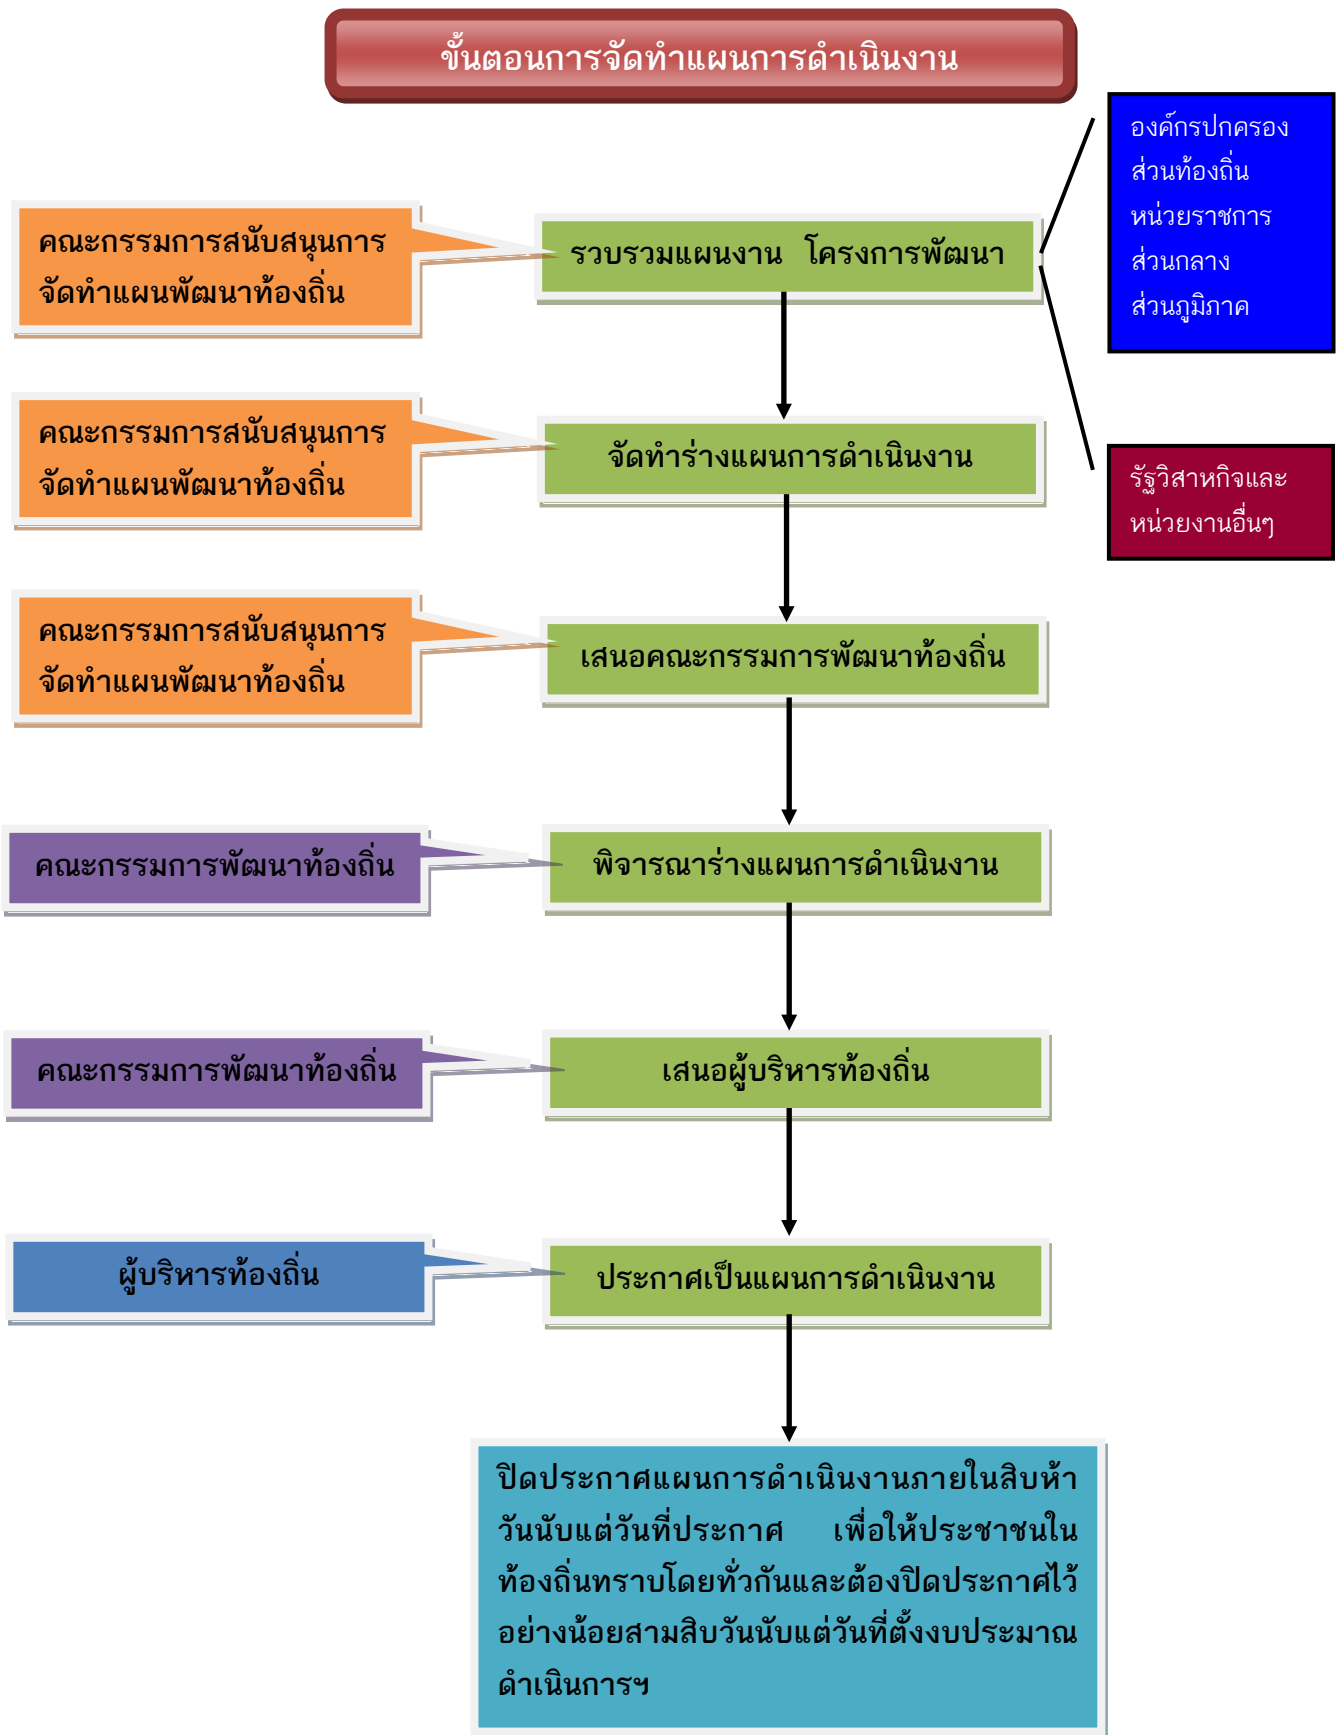 ขั้นตอนการจัดทำแผนการดำเนินงาน
องค์กรปกครอง
ส่วนท้องถิ่น
หน่วยราชการ
ส่วนกลาง
ส่วนภูมิภาค
คณะกรรมการสนับสนุนการ
จัดทำแผนพัฒนาท้องถิ่น
รวบรวมแผนงาน โครงการพัฒนา
คณะกรรมการสนับสนุนการ
จัดทำแผนพัฒนาท้องถิ่น
จัดทำร่างแผนการดำเนินงาน
รัฐวิสาหกิจและ
หน่วยงานอื่นๆ
คณะกรรมการสนับสนุนการ
จัดทำแผนพัฒนาท้องถิ่น
เสนอคณะกรรมการพัฒนาท้องถิ่น
คณะกรรมการพัฒนาท้องถิ่น
พิจารณาร่างแผนการดำเนินงาน
คณะกรรมการพัฒนาท้องถิ่น
เสนอผู้บริหารท้องถิ่น
ผู้บริหารท้องถิ่น
ประกาศเป็นแผนการดำเนินงาน
ปิดประกาศแผนการดำเนินงานภายในสิบห้า
วันนับแต่วันที่ประกาศ เพื่อให้ประชาชนใน
ท้องถิ่นทราบโดยทั่วกันและต้องปิดประกาศไว้
อย่างน้อยสามสิบวันนับแต่วันที่ตั้งงบประมาณ
ดำเนินการฯ